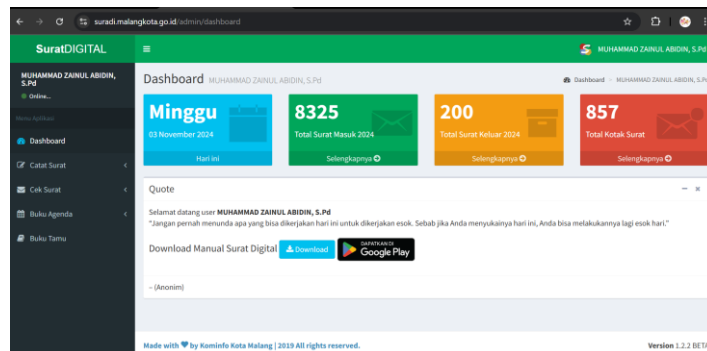 suradi.malangkota.go.id/admin/dashboard
SuratDIGITAL
MUHAMMAD ZAINUL ABIDIN, S.Pd
MUHAMMAD ZAINUL ABIDIN,
S.Pd
Online...
Menu Aplikasi
Dashboard
Catat Surat
Cek Surat
Buku Agenda
Buku Tamu
Dashboard MUHAMMAD ZAINUL ABIDIN, S.Pd
Dashboard > MUHAMMAD ZAINUL ABIDIN, S.Pd
Minggu
03 November 2024
Hari ini
8325
Total Surat Masuk 2024
Selengkapnya
200
Total Surat Keluar 2024
Selengkapnya
857
Total Kotak Surat
Selengkapnya
Quote
Selamat datang user MUHAMMAD ZAINUL ABIDIN, S.Pd
"Jangan pernah menunda apa yang bisa dikerjakan hari ini untuk dikerjakan esok. Sebab jika Anda menyukainya hari ini, Anda bisa melakukannya lagi esok hari."
Download Manual Surat Digital Download DAPATKAN DI Google Play
– (Anonim)
Made with by Kominfo Kota Malang | 2019 All rights reserved.
Version 1.2.2 BETA